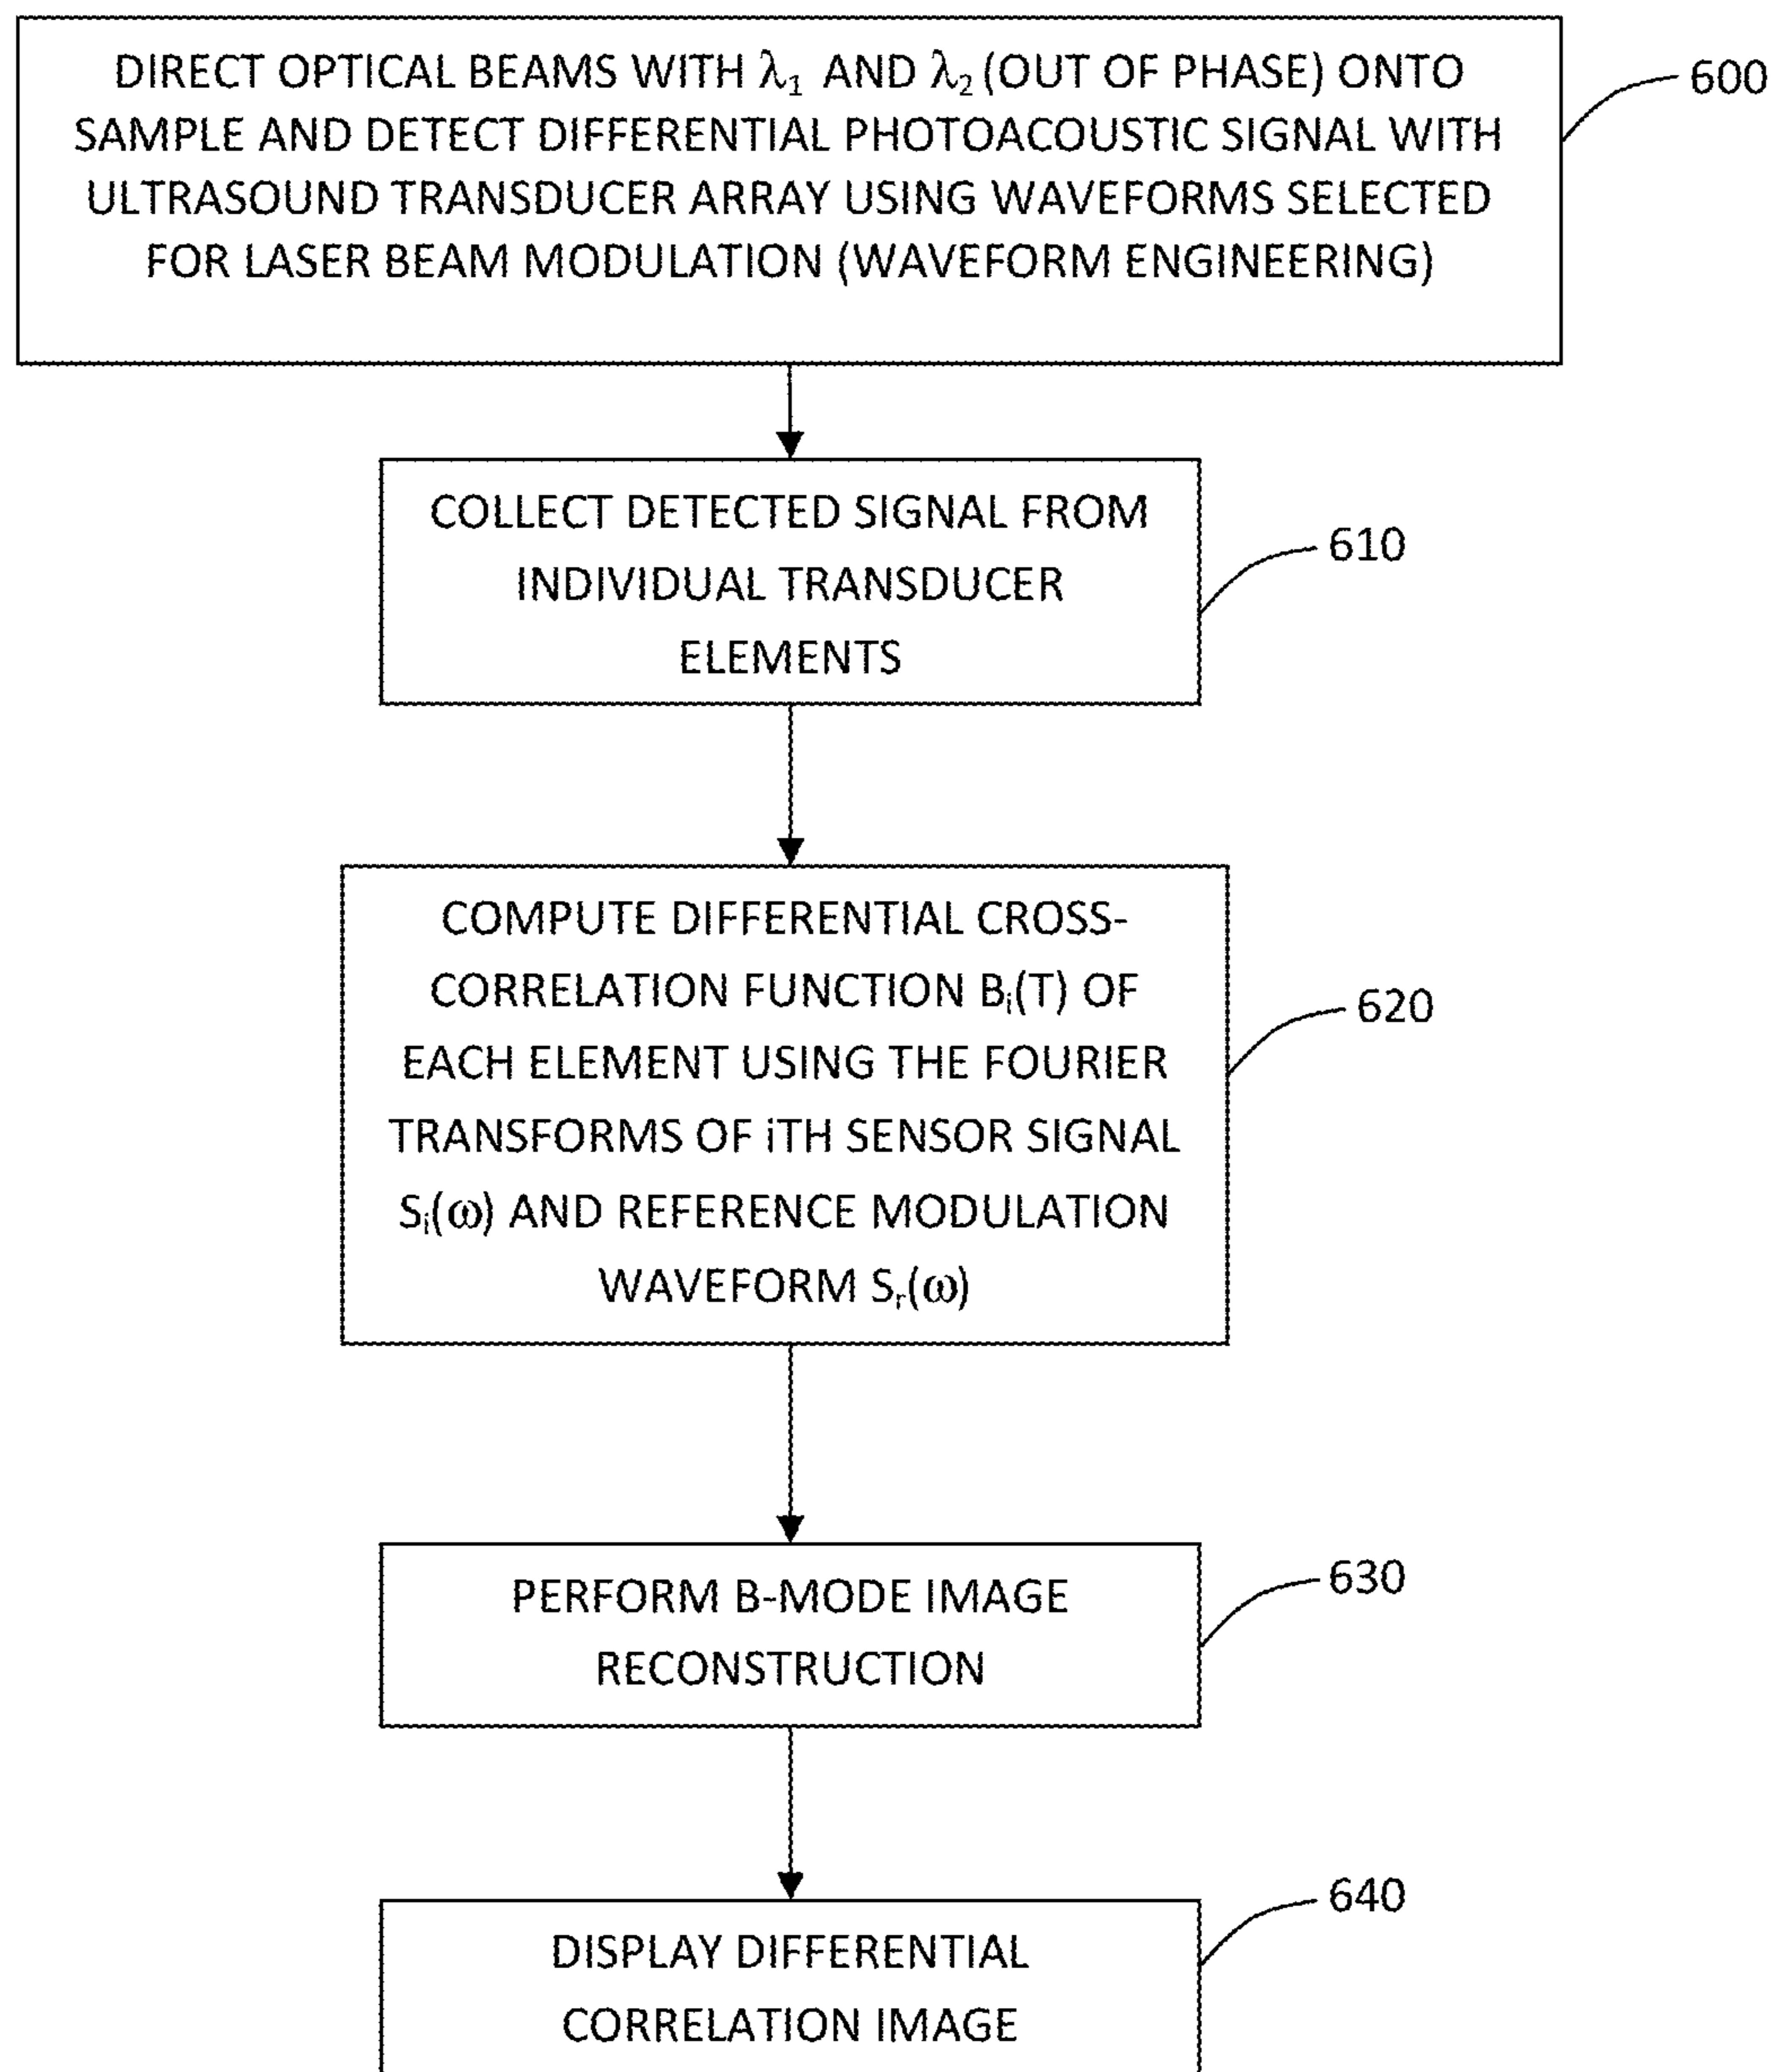 DIRECT OPTICAL BEAMS WITH λ₁ AND λ₂ (OUT OF PHASE) ONTO
SAMPLE AND DETECT DIFFERENTIAL PHOTOACOUSTIC SIGNAL WITH
ULTRASOUND TRANSDUCER ARRAY USING WAVEFORMS SELECTED
FOR LASER BEAM MODULATION (WAVEFORM ENGINEERING)
600
COLLECT DETECTED SIGNAL FROM
INDIVIDUAL TRANSDUCER
ELEMENTS
610
COMPUTE DIFFERENTIAL CROSS-
CORRELATION FUNCTION Bᵢ(T) OF
EACH ELEMENT USING THE FOURIER
TRANSFORMS OF iTH SENSOR SIGNAL
Sᵢ(ω) AND REFERENCE MODULATION
WAVEFORM Sᵣ(ω)
620
PERFORM B-MODE IMAGE
RECONSTRUCTION
630
DISPLAY DIFFERENTIAL
CORRELATION IMAGE
640